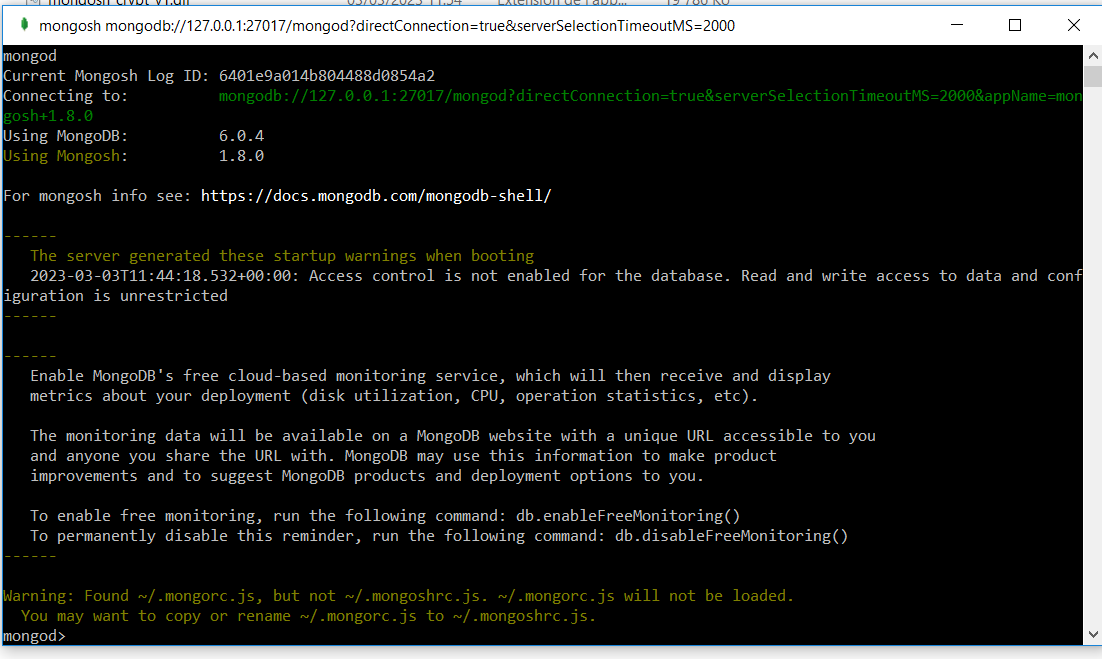 mongosh_crypt_v1.dll 03/03/2023 11:54 Extension de l'app... 19 786 Ko
mongosh mongodb://127.0.0.1:27017/mongod?directConnection=true&serverSelectionTimeoutMS=2000
mongod
Current Mongosh Log ID: 6401e9a014b804488d0854a2
Connecting to: mongodb://127.0.0.1:27017/mongod?directConnection=true&serverSelectionTimeoutMS=2000&appName=mon
gosh+1.8.0
Using MongoDB: 6.0.4
Using Mongosh: 1.8.0
For mongosh info see: https://docs.mongodb.com/mongodb-shell/
------
The server generated these startup warnings when booting
2023-03-03T11:44:18.532+00:00: Access control is not enabled for the database. Read and write access to data and conf
iguration is unrestricted
------
------
Enable MongoDB's free cloud-based monitoring service, which will then receive and display
metrics about your deployment (disk utilization, CPU, operation statistics, etc).
The monitoring data will be available on a MongoDB website with a unique URL accessible to you
and anyone you share the URL with. MongoDB may use this information to make product
improvements and to suggest MongoDB products and deployment options to you.
To enable free monitoring, run the following command: db.enableFreeMonitoring()
To permanently disable this reminder, run the following command: db.disableFreeMonitoring()
------
Warning: Found ~/.mongorc.js, but not ~/.mongoshrc.js. ~/.mongorc.js will not be loaded.
You may want to copy or rename ~/.mongorc.js to ~/.mongoshrc.js.
mongod>